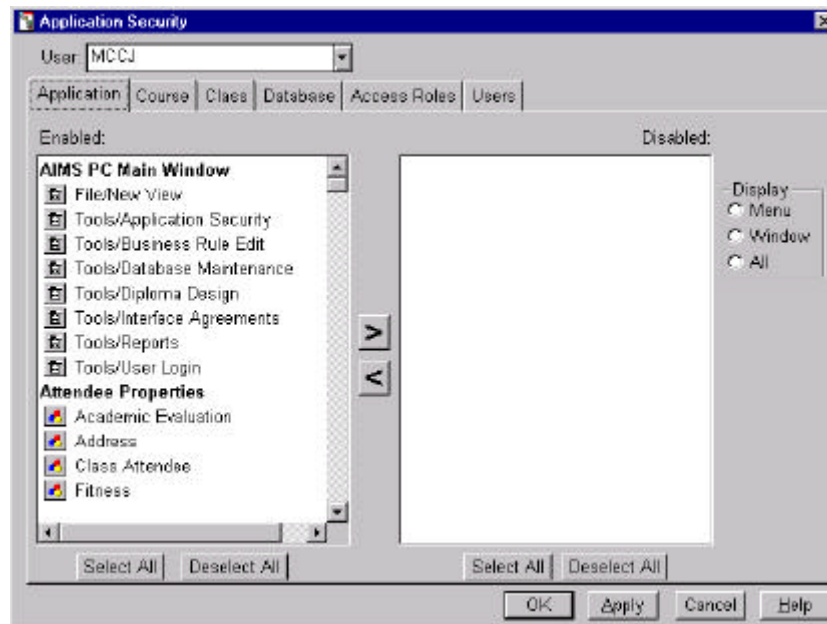 Application Security
User: MCCJ
Application Course Class Database Access Roles Users
Enabled:
Disabled:
AIMS PC Main Window
File/New View
Tools/Application Security
Tools/Business Rule Edit
Tools/Database Maintenance
Tools/Diploma Design
Tools/Interface Agreements
Tools/Reports
Tools/User Login
Attendee Properties
Academic Evaluation
Address
Class Attendee
Fitness
>
<
Display
Menu
Window
All
Select All Deselect All
Select All Deselect All
OK Apply Cancel Help